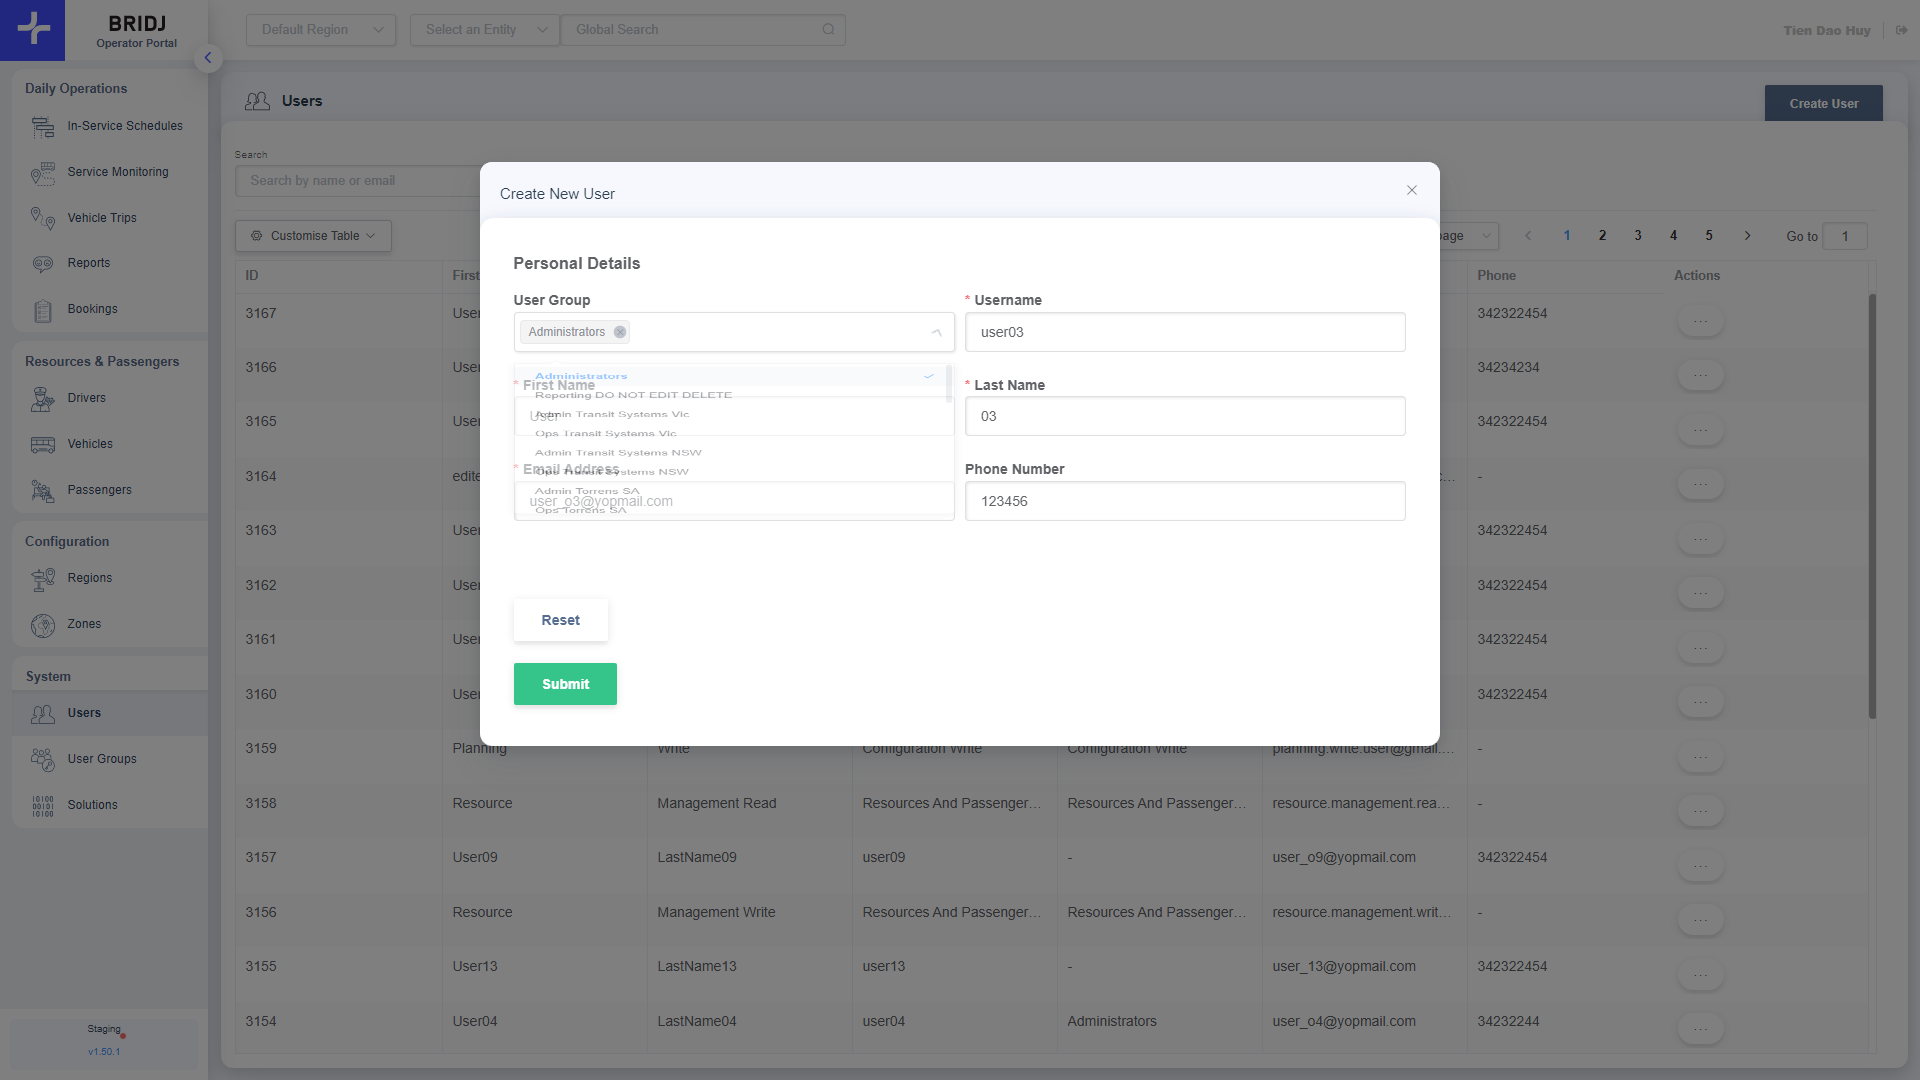 BRIDJ
Operator Portal
Default Region
Select an Entity
Global Search
Tien Dao Huy
Daily Operations
In-Service Schedules
Service Monitoring
Vehicle Trips
Reports
Bookings
Resources & Passengers
Drivers
Vehicles
Passengers
Configuration
Regions
Zones
System
Users
User Groups
Solutions
Staging
v1.50.1
Users
Create User
Search
Search by name or email
Customise Table
1 2 3 4 5
Go to 1
ID
First
Phone
Actions
3167 User 342322454 ...
3166 User 34234234 ...
3165 User 342322454 ...
3164 edite - ...
3163 User 342322454 ...
3162 User 342322454 ...
3161 User 342322454 ...
3160 User 342322454 ...
3159 Planning Write Configuration Write Configuration Write planning.write.user@gmail.... - ...
3158 Resource Management Read Resources And Passenger... Resources And Passenger... resource.management.rea... - ...
3157 User09 LastName09 user09 - user_o9@yopmail.com 342322454 ...
3156 Resource Management Write Resources And Passenger... Resources And Passenger... resource.management.writ... - ...
3155 User13 LastName13 user13 - user_13@yopmail.com 342322454 ...
3154 User04 LastName04 user04 Administrators user_o4@yopmail.com 34232244 ...
Create New User
Personal Details
User Group
Administrators
* Username
user03
* First Name
User
* Last Name
03
* Email Address
user_o3@yopmail.com
Phone Number
123456
Administrators
Reporting DO NOT EDIT DELETE
Admin Transit Systems Vic
Ops Transit Systems Vic
Admin Transit Systems NSW
Ops Transit Systems NSW
Admin Torrens SA
Ops Torrens SA
Reset
Submit